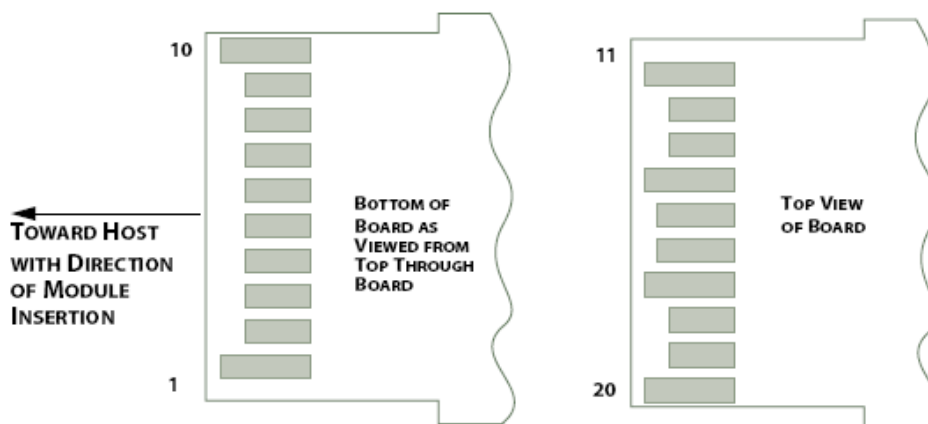 10
1
TOWARD HOST
WITH DIRECTION
OF MODULE
INSERTION
BOTTOM OF
BOARD AS
VIEWED FROM
TOP THROUGH
BOARD
11
20
TOP VIEW
OF BOARD